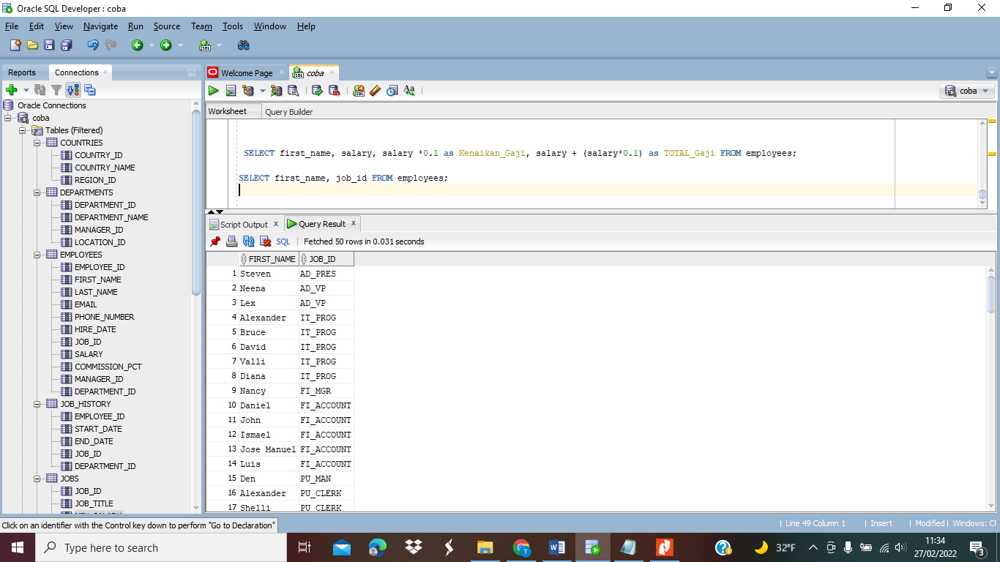 Oracle SQL Developer : coba
File Edit View Navigate Run Source Team Tools Window Help
Reports Connections
Welcome Page coba
coba
Oracle Connections
coba
Tables (Filtered)
COUNTRIES
COUNTRY_ID
COUNTRY_NAME
REGION_ID
DEPARTMENTS
DEPARTMENT_ID
DEPARTMENT_NAME
MANAGER_ID
LOCATION_ID
EMPLOYEES
EMPLOYEE_ID
FIRST_NAME
LAST_NAME
EMAIL
PHONE_NUMBER
HIRE_DATE
JOB_ID
SALARY
COMMISSION_PCT
MANAGER_ID
DEPARTMENT_ID
JOB_HISTORY
EMPLOYEE_ID
START_DATE
END_DATE
JOB_ID
DEPARTMENT_ID
JOBS
JOB_ID
JOB_TITLE
Worksheet Query Builder
SELECT first_name, salary, salary *0.1 as Kenaikan_Gaji, salary + (salary*0.1) as TOTAL_Gaji FROM employees;
SELECT first_name, job_id FROM employees;
Script Output x Query Result x
SQL | Fetched 50 rows in 0.031 seconds
FIRST_NAME JOB_ID
1 Steven AD_PRES
2 Neena AD_VP
3 Lex AD_VP
4 Alexander IT_PROG
5 Bruce IT_PROG
6 David IT_PROG
7 Valli IT_PROG
8 Diana IT_PROG
9 Nancy FI_MGR
10 Daniel FI_ACCOUNT
11 John FI_ACCOUNT
12 Ismael FI_ACCOUNT
13 Jose Manuel FI_ACCOUNT
14 Luis FI_ACCOUNT
15 Den PU_MAN
16 Alexander PU_CLERK
17 Shelli PU_CLERK
Click on an identifier with the Control key down to perform "Go to Declaration"
| Line 49 Column 1 | Insert | Modified | Windows: CF
Type here to search
32°F
11:34
27/02/2022
3